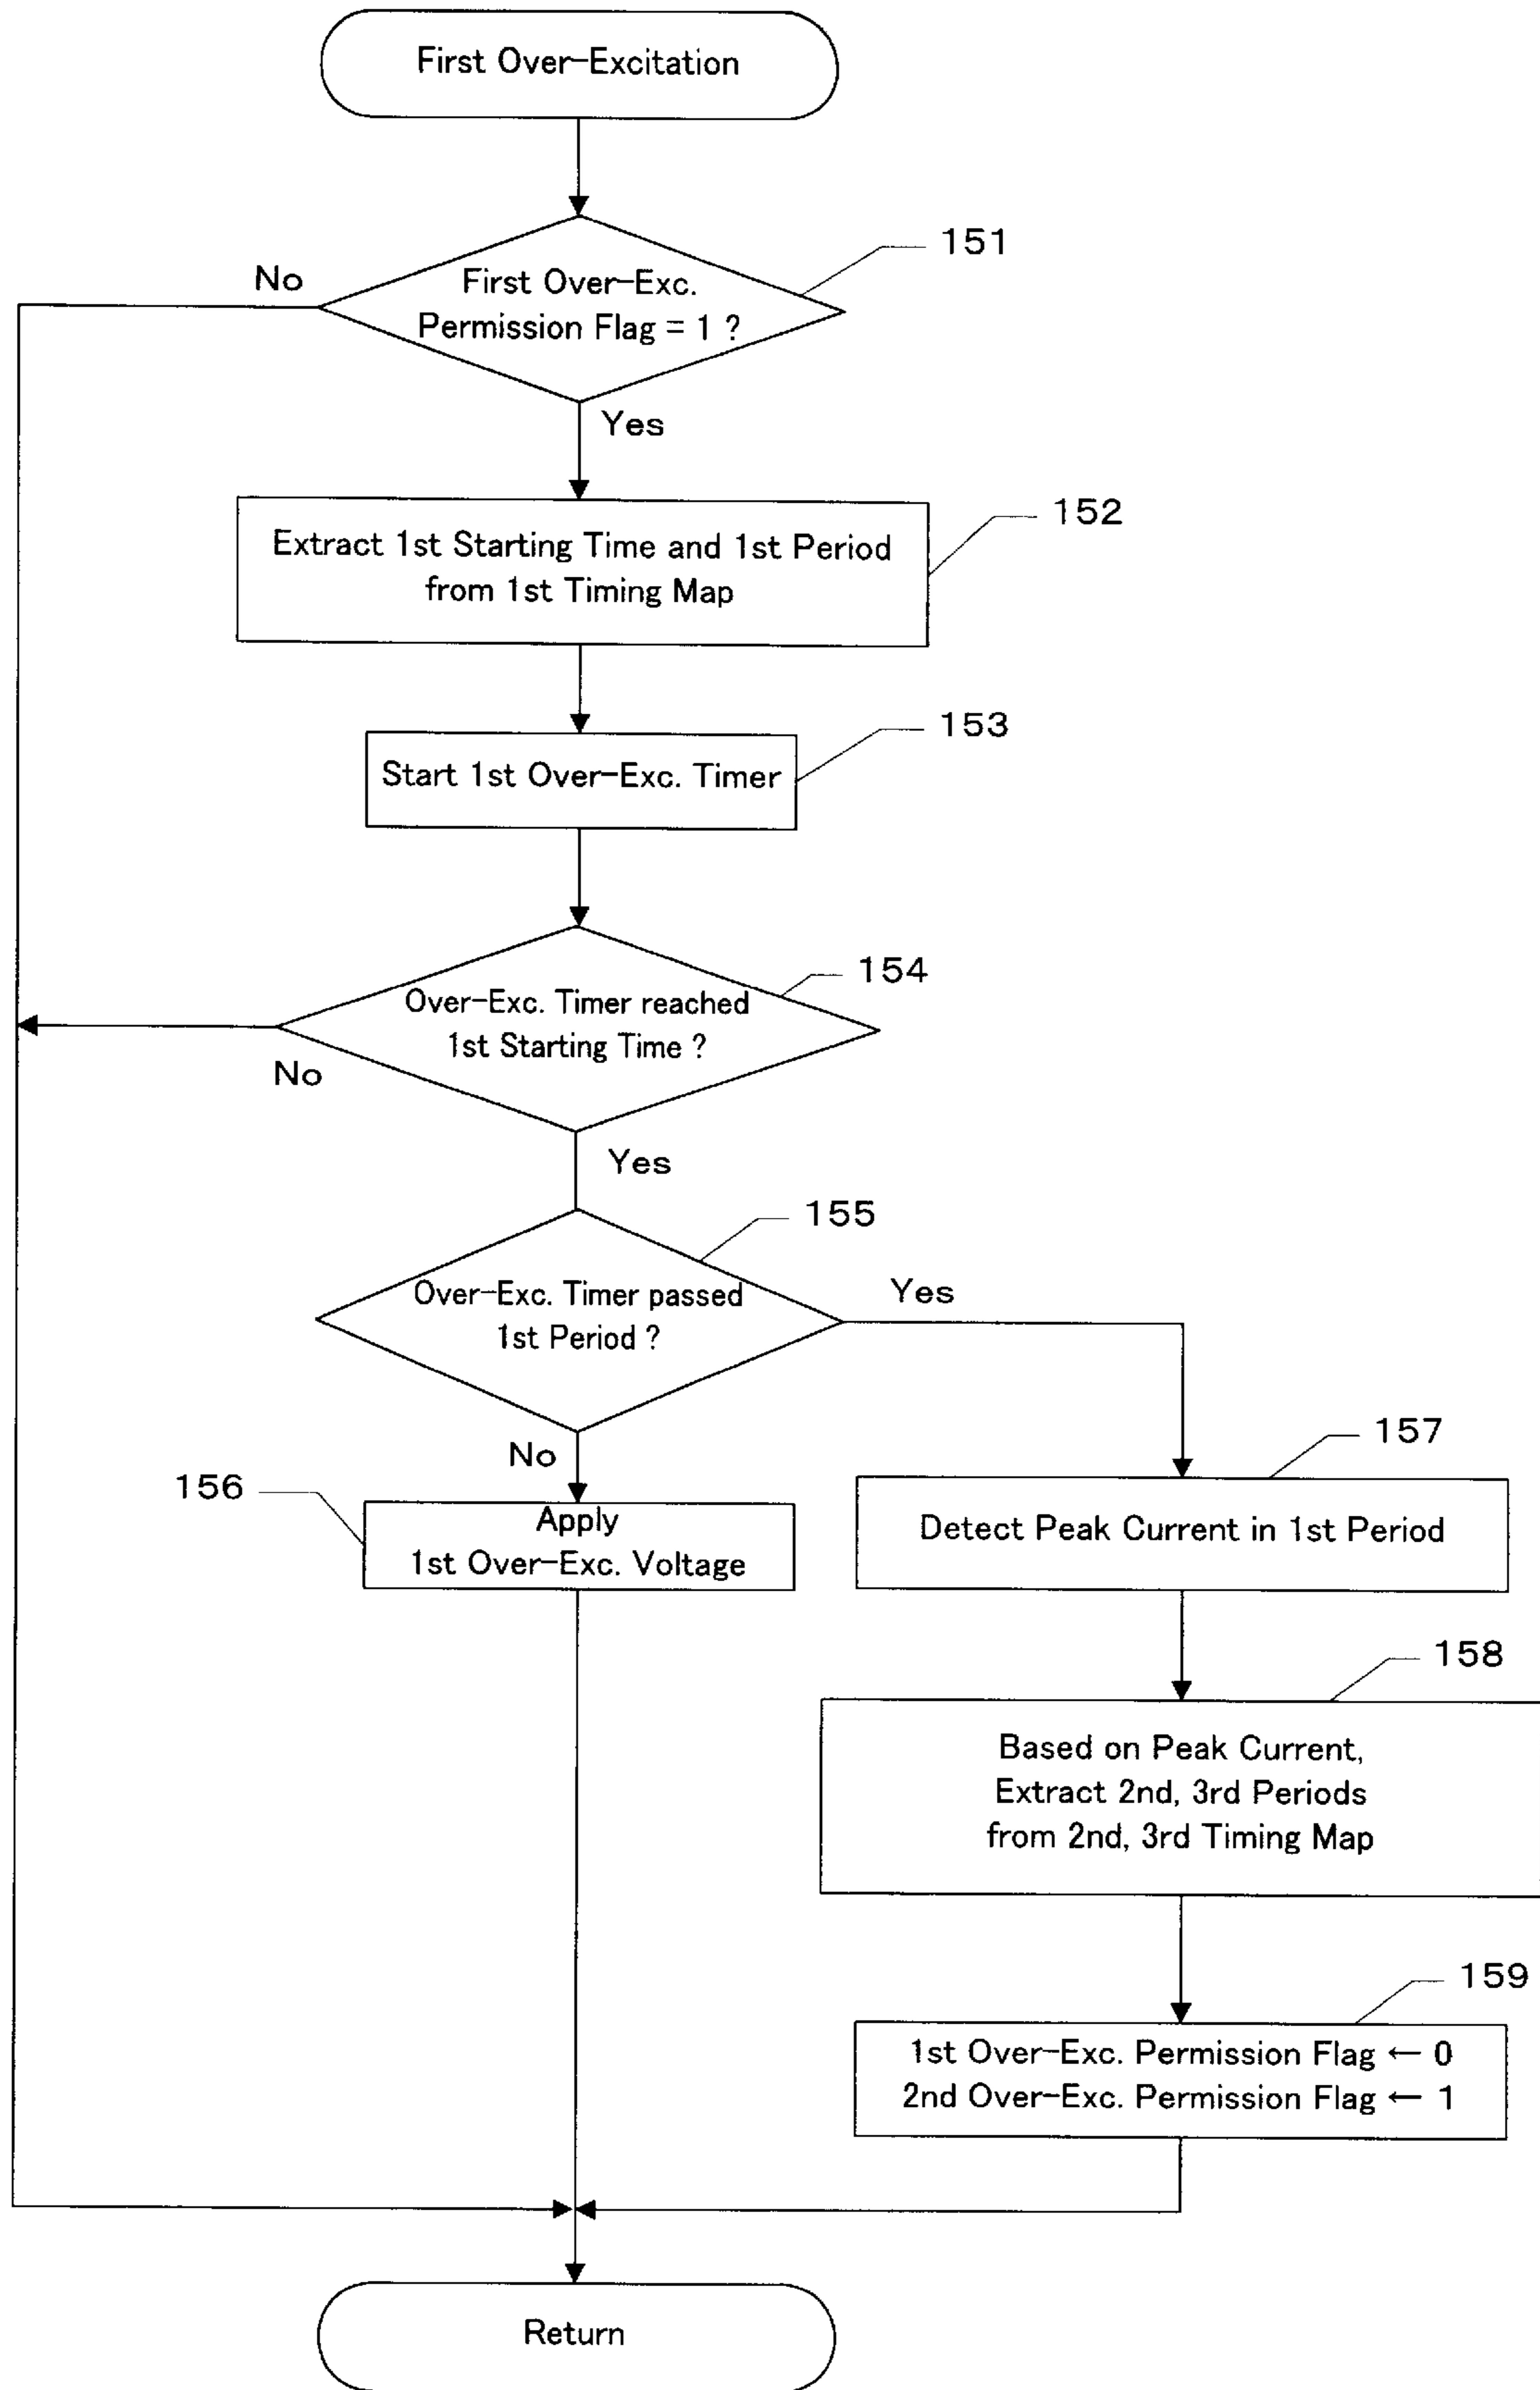 First Over-Excitation
151
No
First Over-Exc.
Permission Flag = 1 ?
Yes
152
Extract 1st Starting Time and 1st Period
from 1st Timing Map
153
Start 1st Over-Exc. Timer
154
Over-Exc. Timer reached
1st Starting Time ?
No
Yes
155
Over-Exc. Timer passed
1st Period ?
Yes
No
156
Apply
1st Over-Exc. Voltage
157
Detect Peak Current in 1st Period
158
Based on Peak Current,
Extract 2nd, 3rd Periods
from 2nd, 3rd Timing Map
159
1st Over-Exc. Permission Flag ← 0
2nd Over-Exc. Permission Flag ← 1
Return